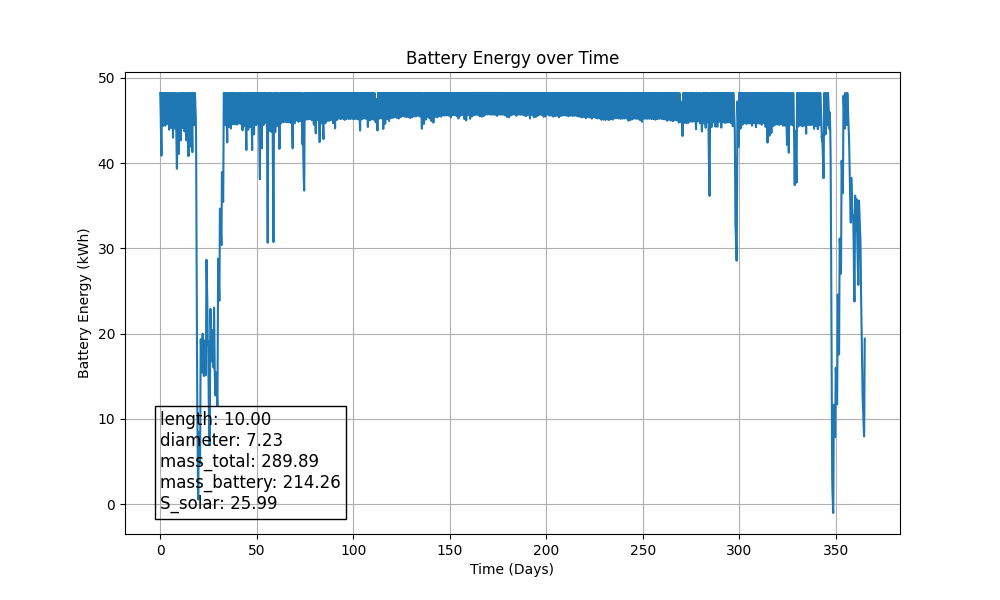 Battery Energy over Time
Battery Energy (kWh)
50
40
30
20
10
0
length: 10.00
diameter: 7.23
mass_total: 289.89
mass_battery: 214.26
S_solar: 25.99
0 50 100 150 200 250 300 350
Time (Days)